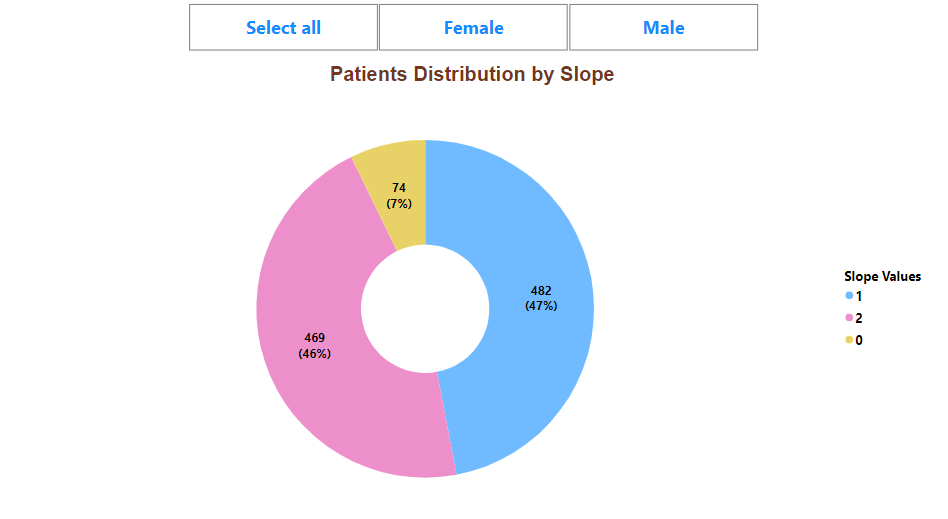 Select all
Female
Male
Patients Distribution by Slope
74
(7%)
482
(47%)
469
(46%)
Slope Values
1
2
0